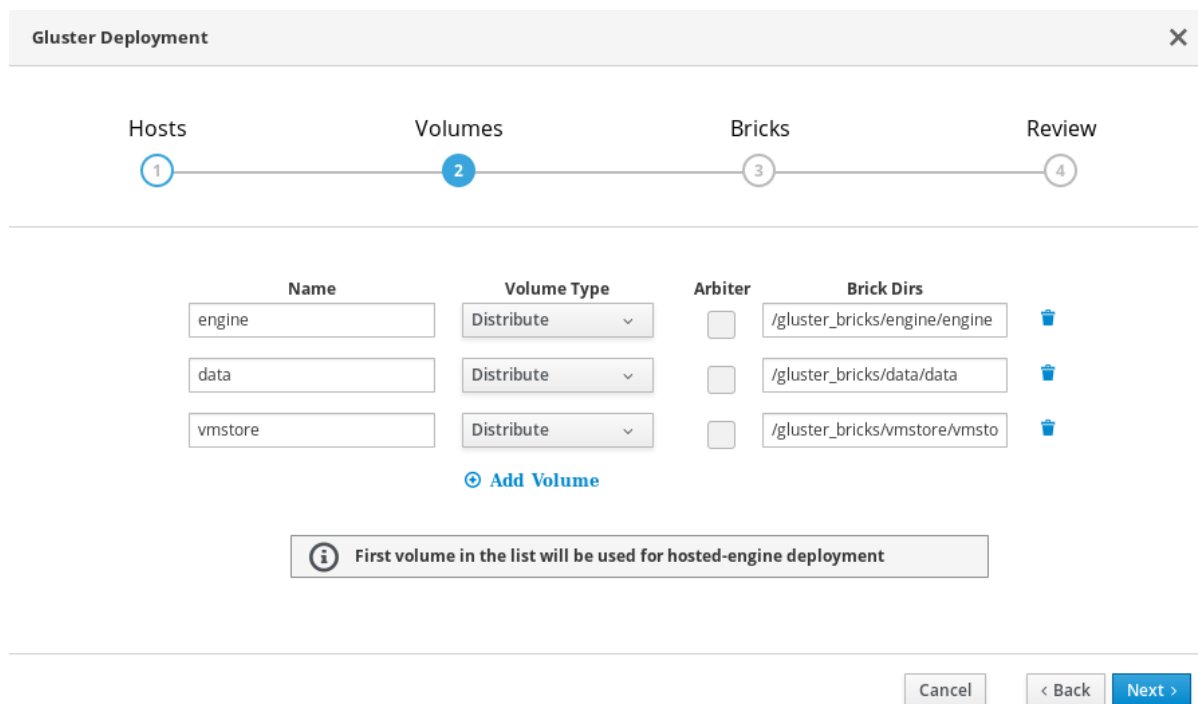 Gluster Deployment
Hosts Volumes Bricks Review
1 2 3 4
Name Volume Type Arbiter Brick Dirs
engine Distribute /gluster_bricks/engine/engine
data Distribute /gluster_bricks/data/data
vmstore Distribute /gluster_bricks/vmstore/vmsto
Add Volume
First volume in the list will be used for hosted-engine deployment
Cancel < Back Next >